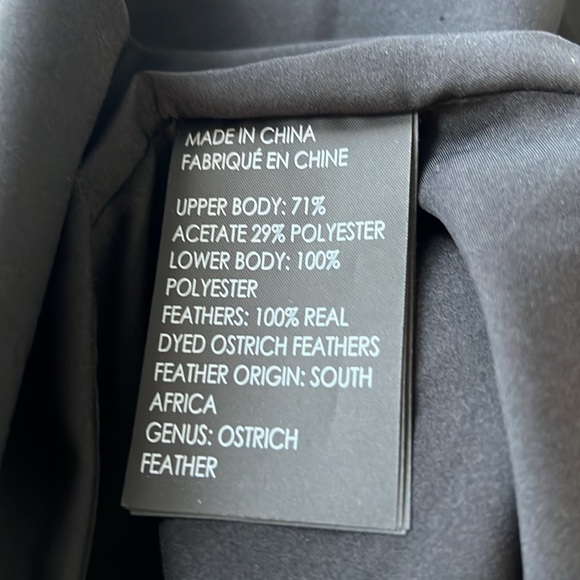 MADE IN CHINA
FABRIQUÉ EN CHINE
UPPER BODY: 71%
ACETATE 29% POLYESTER
LOWER BODY: 100%
POLYESTER
FEATHERS: 100% REAL
DYED OSTRICH FEATHERS
FEATHER ORIGIN: SOUTH
AFRICA
GENUS: OSTRICH
FEATHER